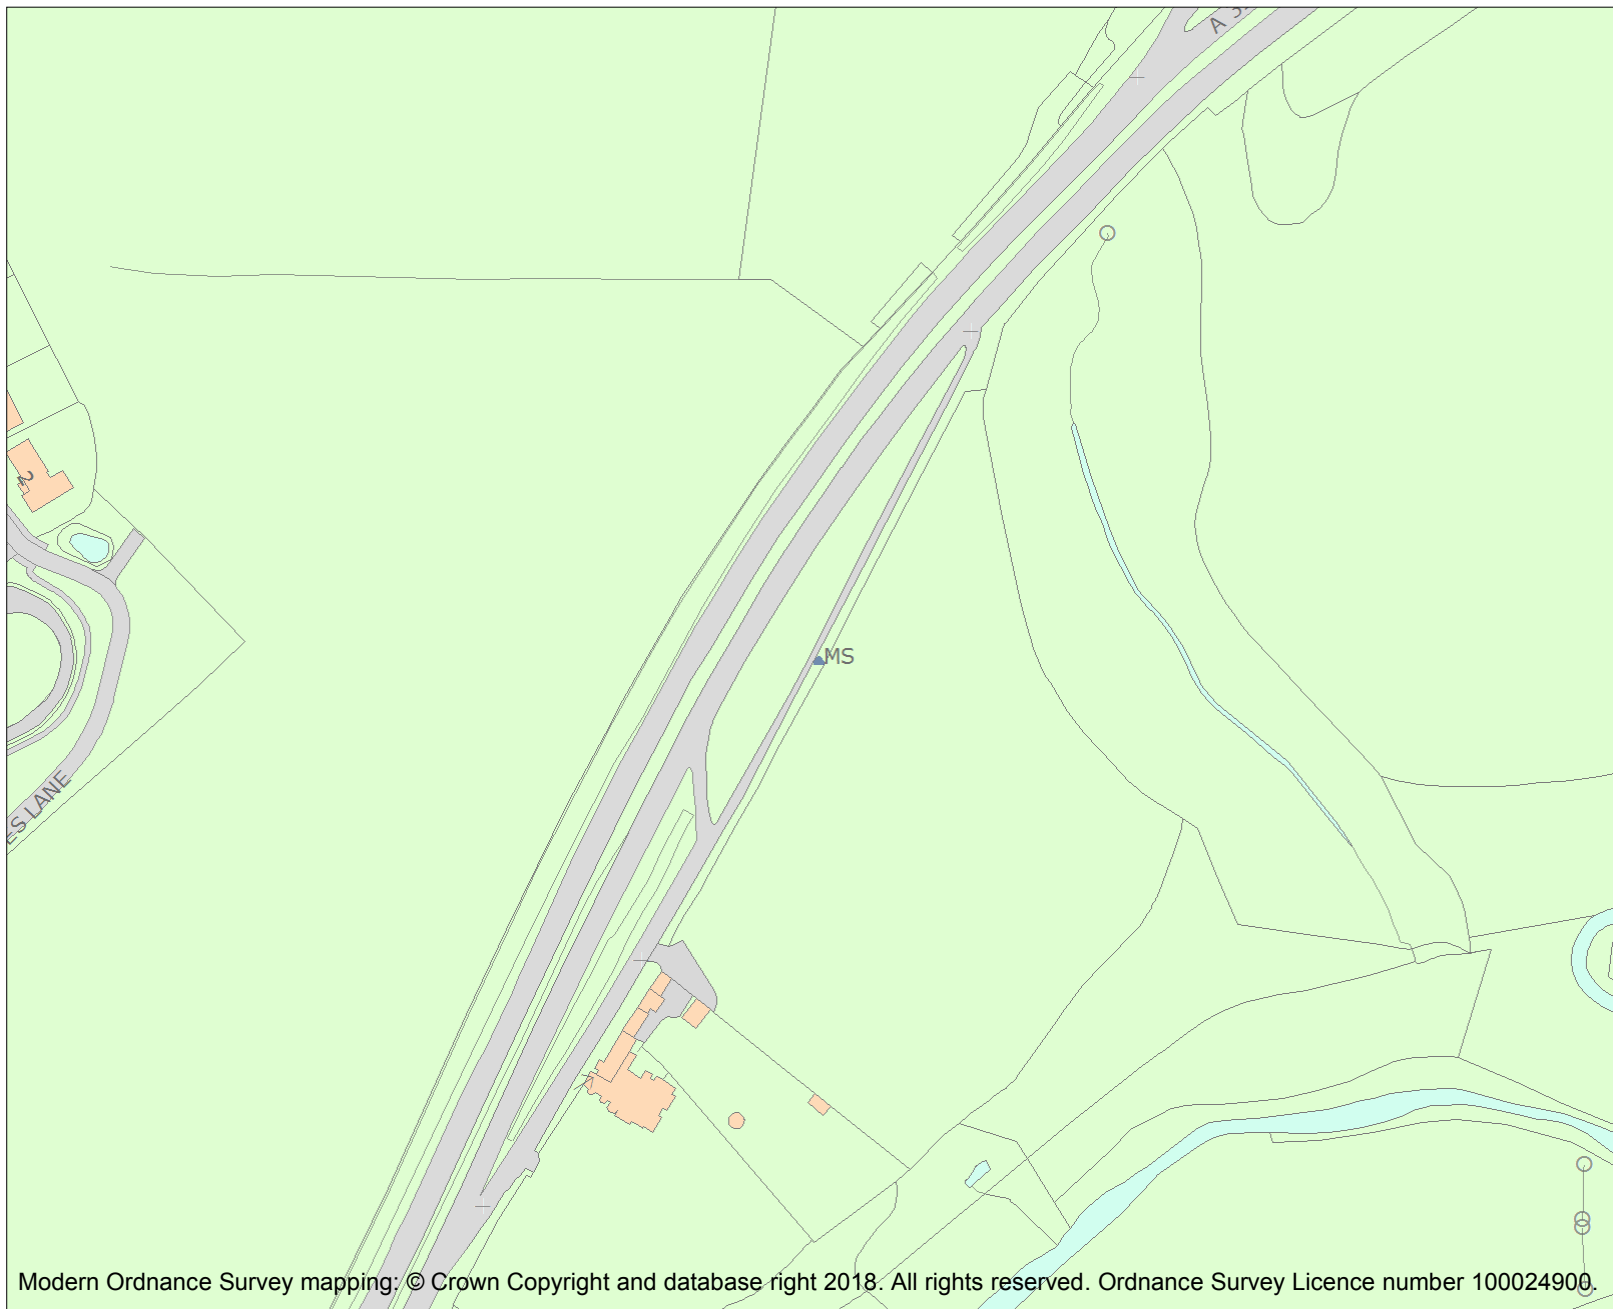 A 3
2
MS
ES LANE
Modern Ordnance Survey mapping: © Crown Copyright and database right 2018. All rights reserved. Ordnance Survey Licence number 100024900.